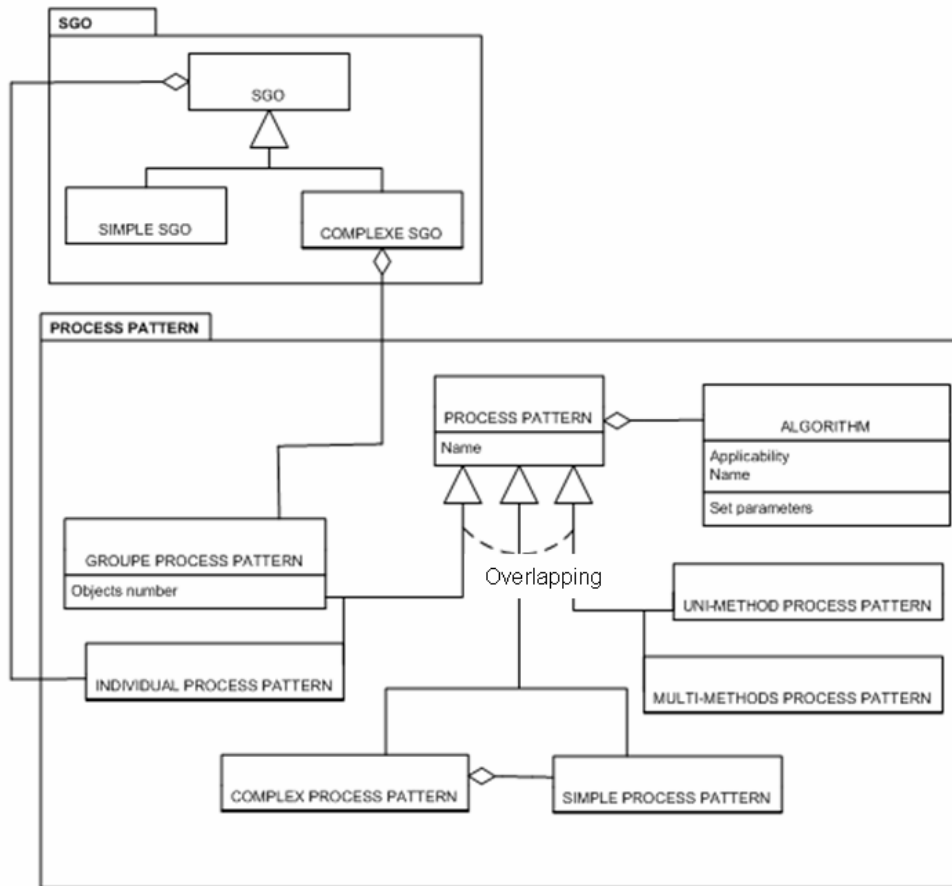 SGO
SGO
SIMPLE SGO
COMPLEXE SGO
PROCESS PATTERN
PROCESS PATTERN
Name
ALGORITHM
Applicability
Name
Set parameters
GROUPE PROCESS PATTERN
Objects number
Overlapping
UNI-METHOD PROCESS PATTERN
INDIVIDUAL PROCESS PATTERN
MULTI-METHODS PROCESS PATTERN
COMPLEX PROCESS PATTERN
SIMPLE PROCESS PATTERN